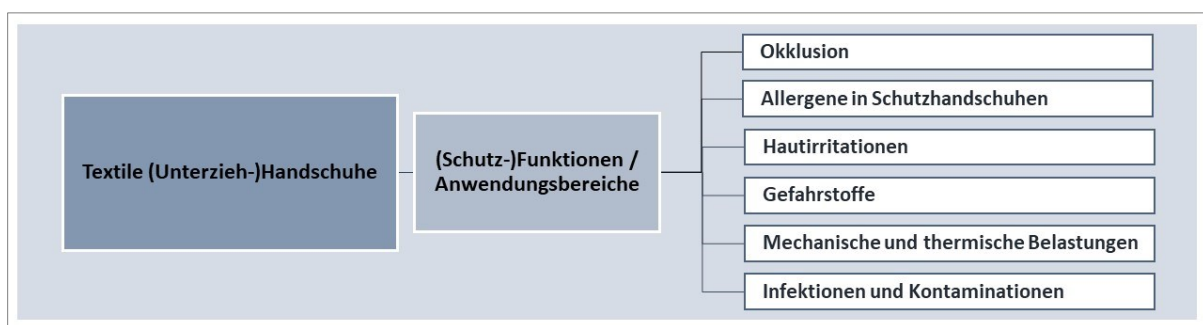 Textile (Unterzieh-)Handschuhe
(Schutz-)Funktionen /
Anwendungsbereiche
Okklusion
Allergene in Schutzhandschuhen
Hautirritationen
Gefahrstoffe
Mechanische und thermische Belastungen
Infektionen und Kontaminationen